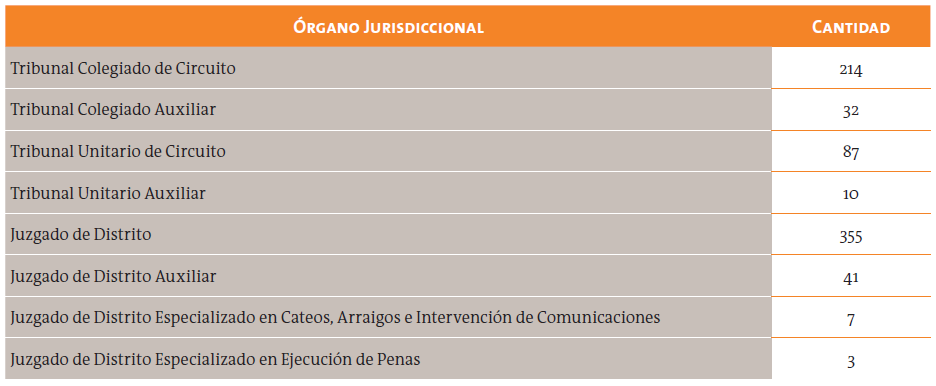 Órgano Jurisdiccional Cantidad
Tribunal Colegiado de Circuito 214
Tribunal Colegiado Auxiliar 32
Tribunal Unitario de Circuito 87
Tribunal Unitario Auxiliar 10
Juzgado de Distrito 355
Juzgado de Distrito Auxiliar 41
Juzgado de Distrito Especializado en Cateos, Arraigos e Intervención de Comunicaciones 7
Juzgado de Distrito Especializado en Ejecución de Penas 3